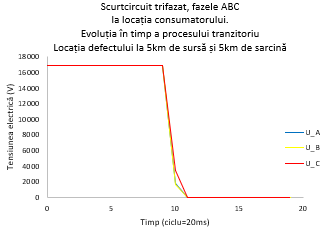 Scurtcircuit trifazat, fazele ABC
la locația consumatorului.
Evoluția în timp a procesului tranzitoriu
Locația defectului la 5km de sursă și 5km de sarcină
Tensiunea electrică (V)
18000
16000
14000
12000
10000
8000
6000
4000
2000
0
0 5 10 15 20
Timp (ciclu=20ms)
U_A
U_B
U_C